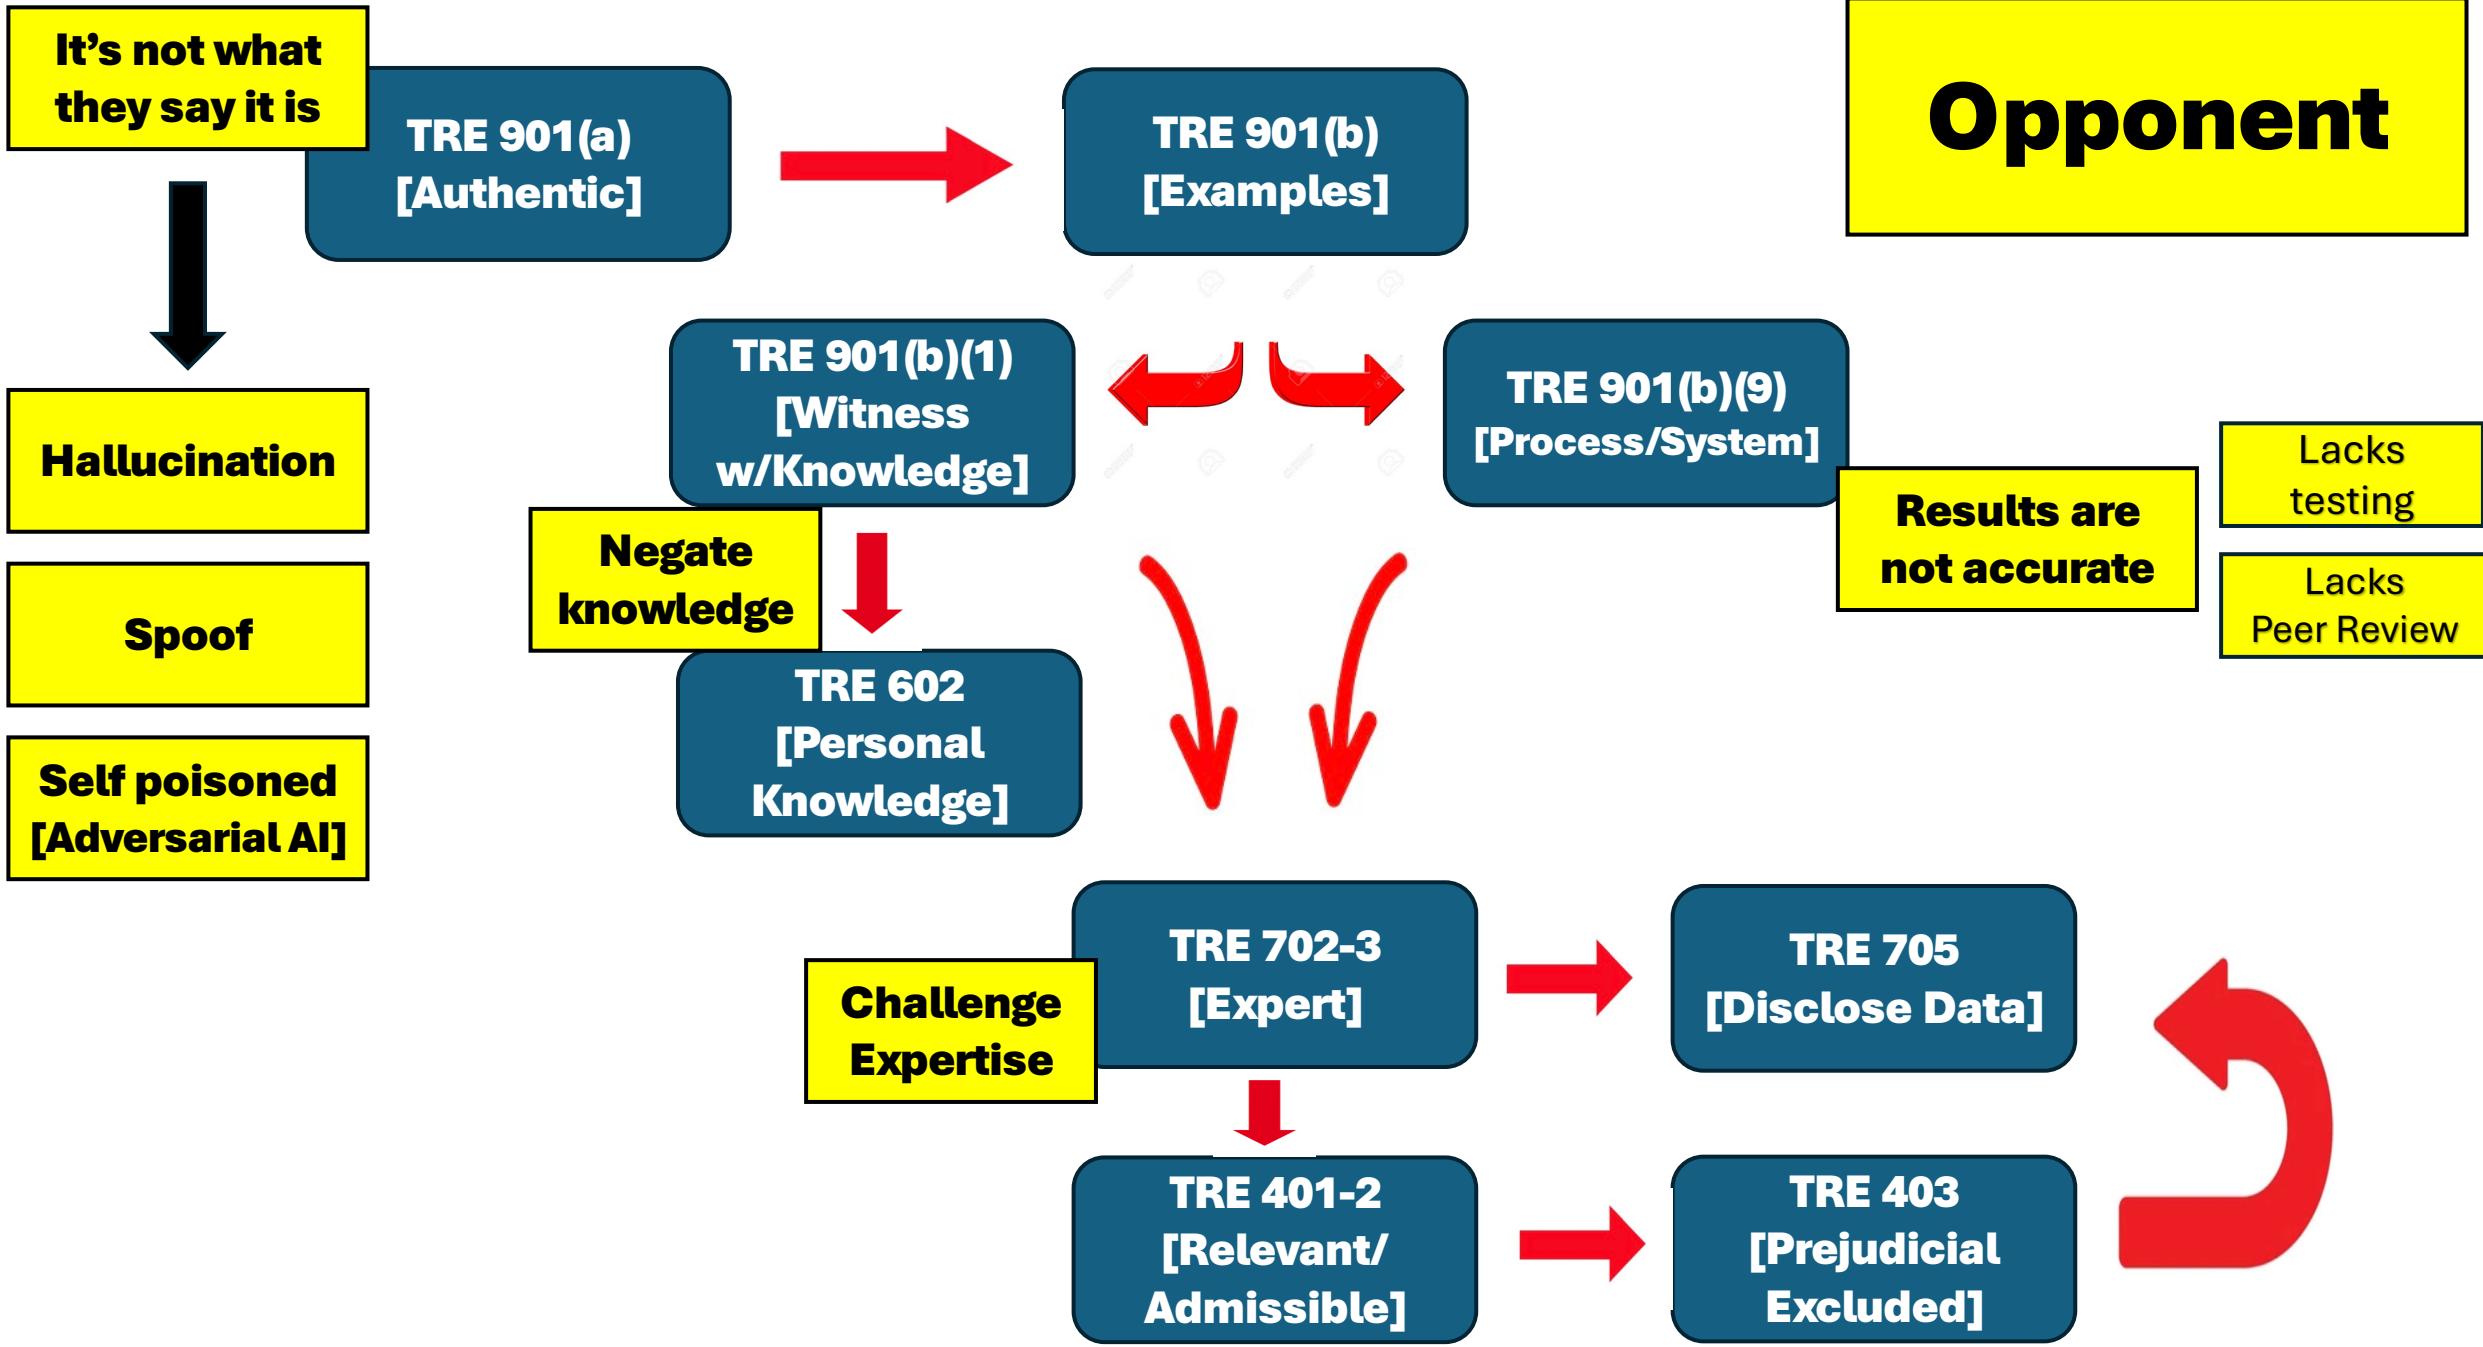 It’s not what
they say it is
TRE 901(a)
[Authentic]
TRE 901(b)
[Examples]
Opponent
TRE 901(b)(1)
[Witness
w/Knowledge]
TRE 901(b)(9)
[Process/System]
Hallucination
Spoof
Self poisoned
[Adversarial AI]
Negate
knowledge
Results are
not accurate
Lacks
testing
Lacks
Peer Review
TRE 602
[Personal
Knowledge]
Challenge
Expertise
TRE 702-3
[Expert]
TRE 705
[Disclose Data]
TRE 401-2
[Relevant/
Admissible]
TRE 403
[Prejudicial
Excluded]